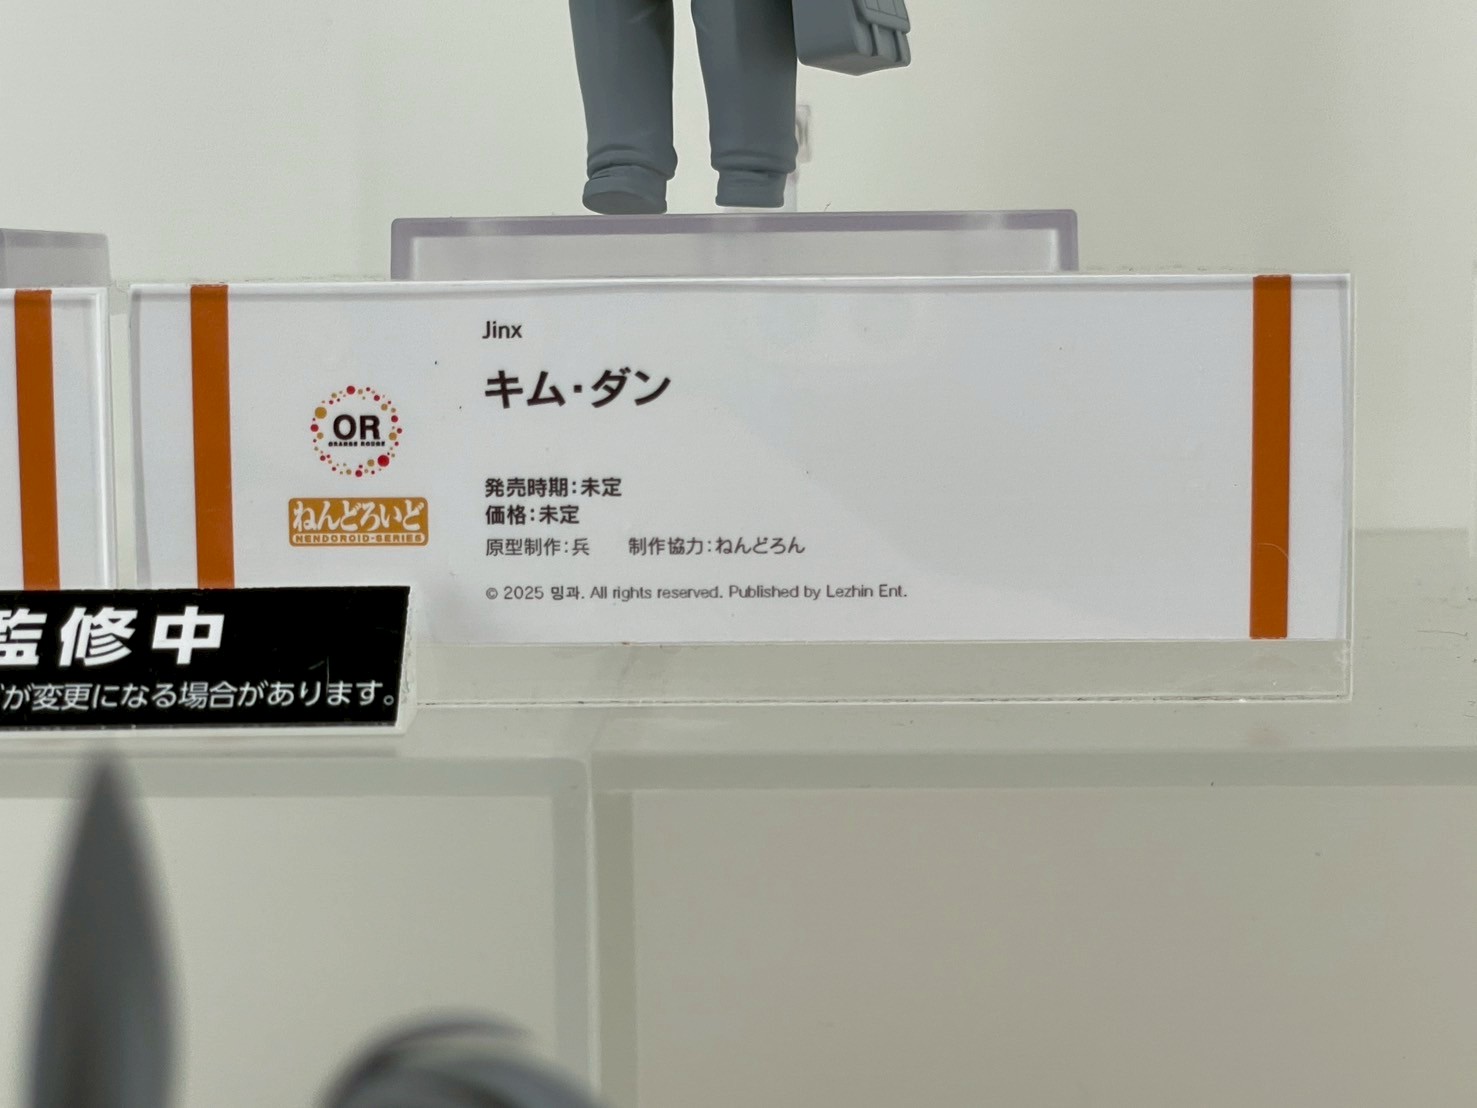 Jinx
キム・ダン
OR
ORANGE ROUGE
ねんどろいど
NENDOROID-SERIES
発売時期：未定
価格：未定
原型制作：兵　制作協力：ねんどろん
© 2025 밍과. All rights reserved. Published by Lezhin Ent.
監修中
が変更になる場合があります。